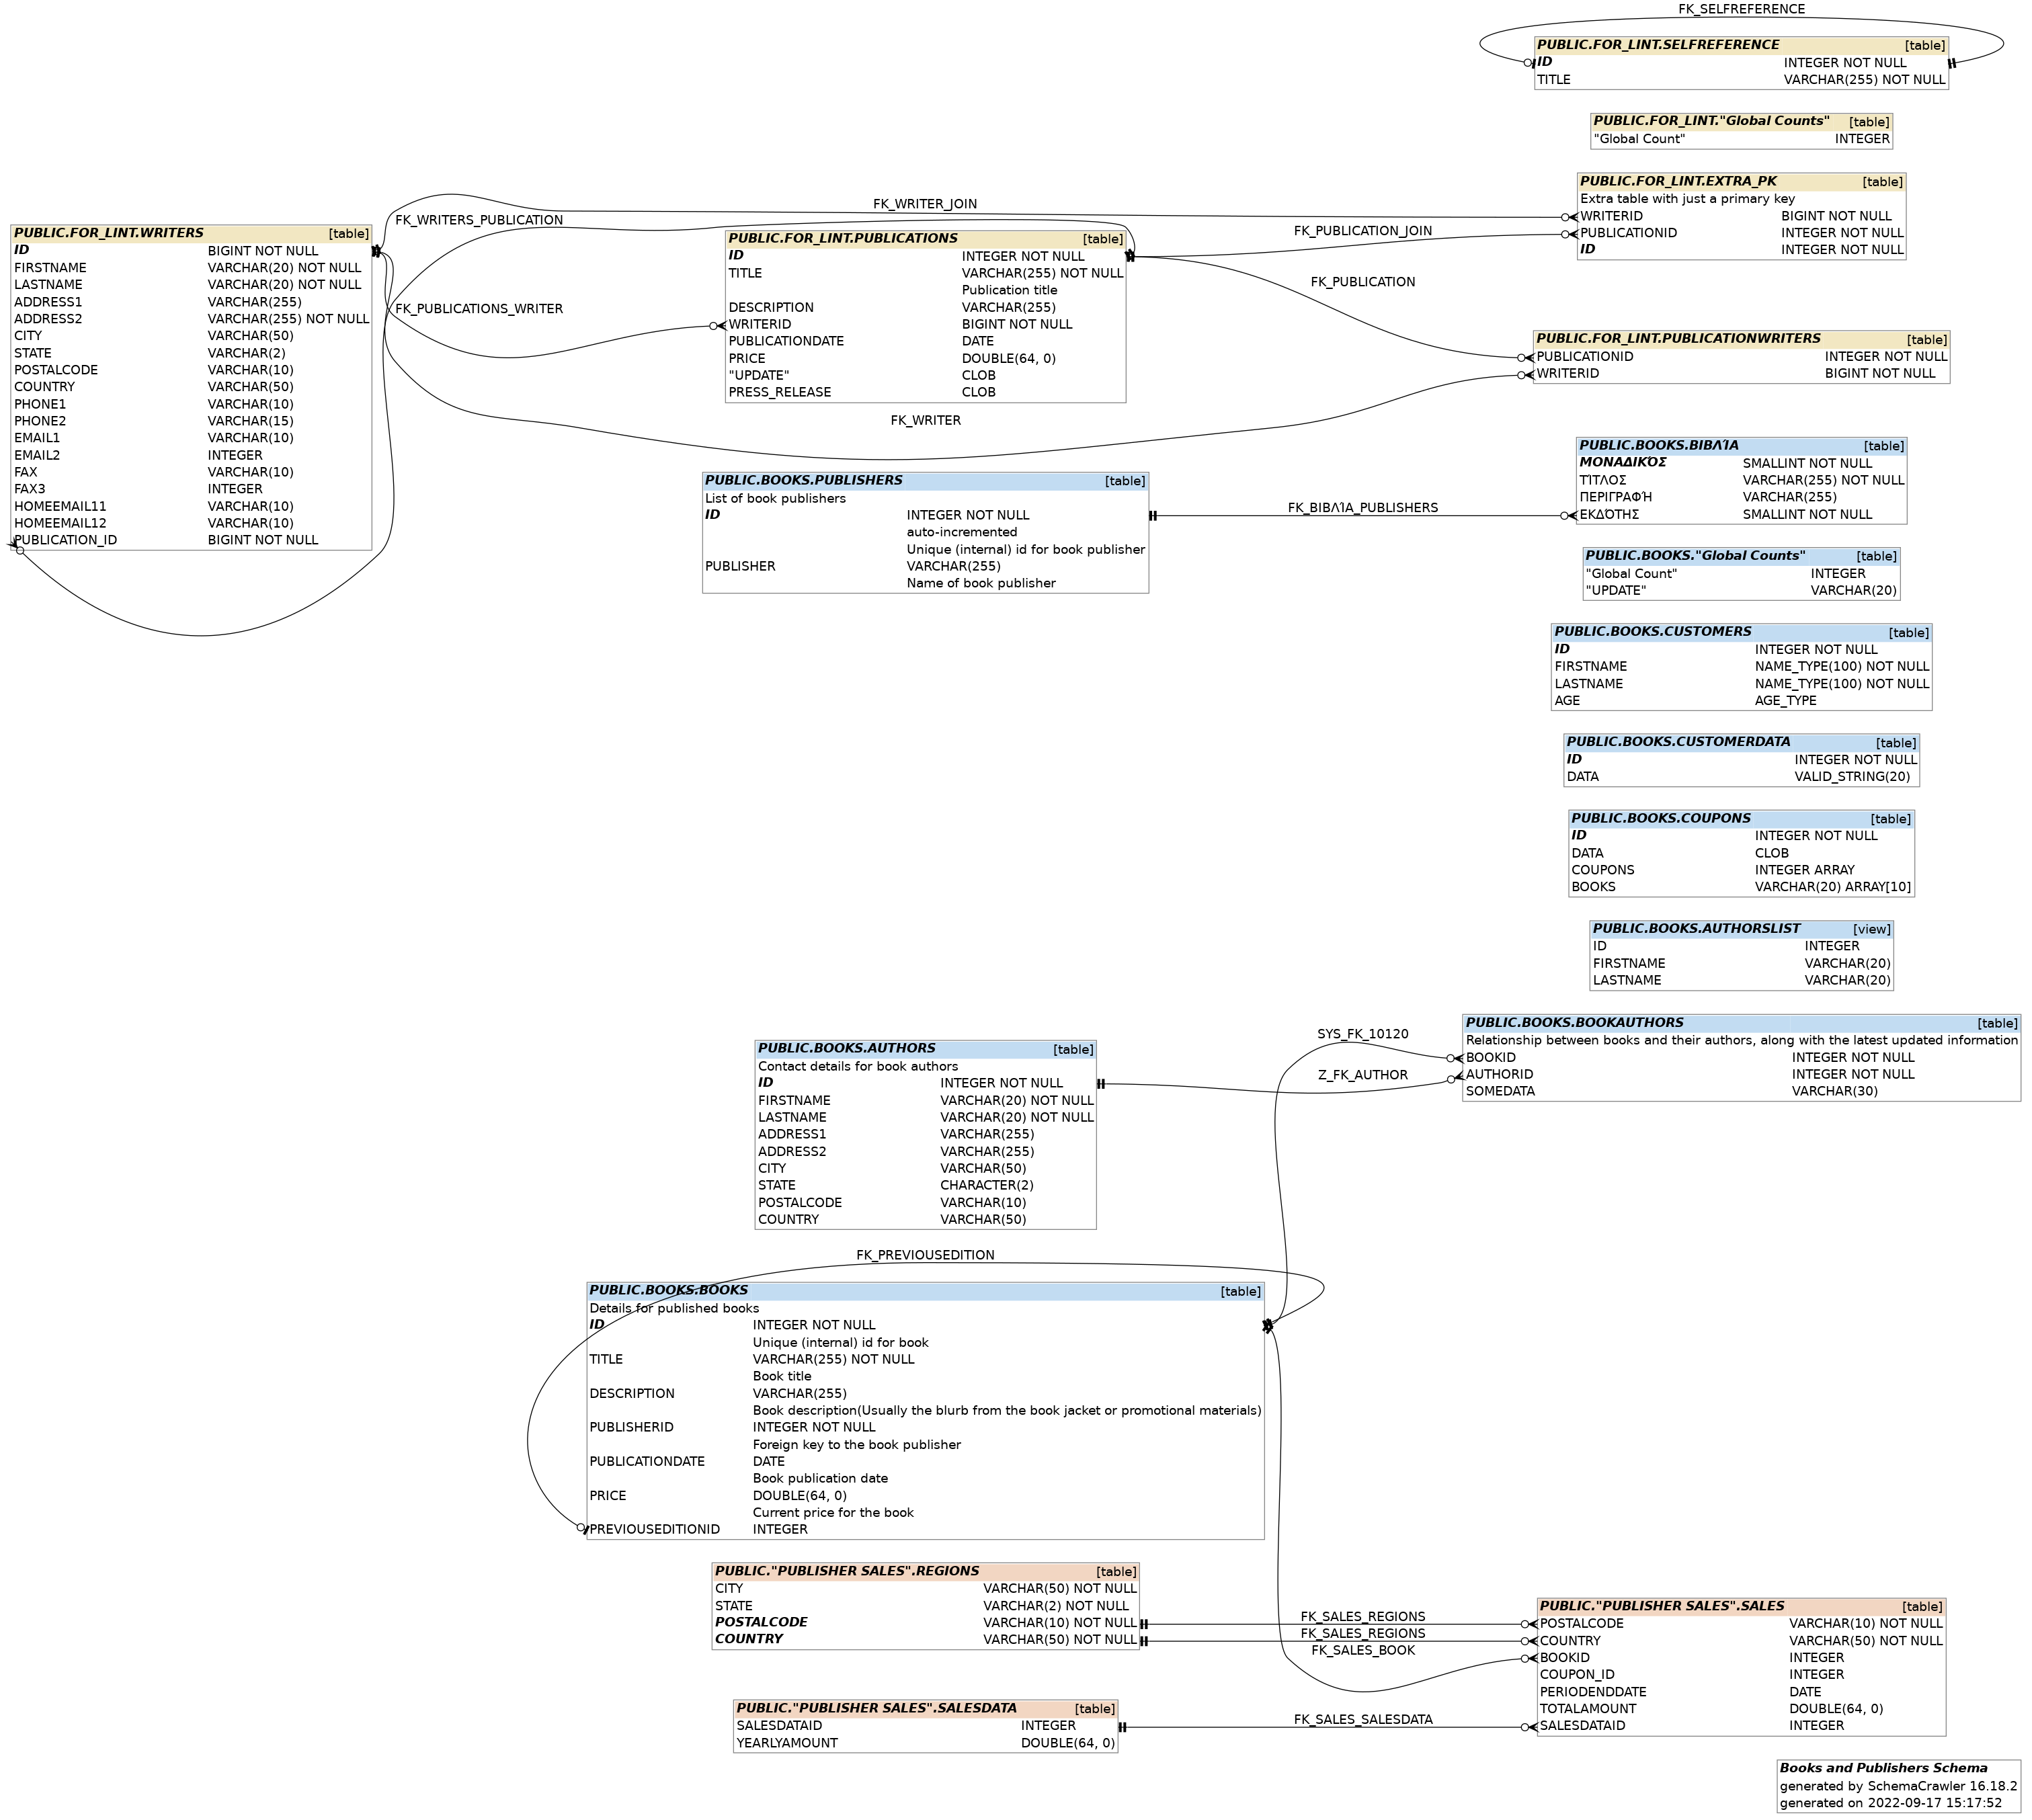 FK_SELFREFERENCE
PUBLIC.FOR_LINT.SELFREFERENCE [table]
ID INTEGER NOT NULL
TITLE VARCHAR(255) NOT NULL
PUBLIC.FOR_LINT."Global Counts" [table]
"Global Count" INTEGER
PUBLIC.FOR_LINT.EXTRA_PK [table]
Extra table with just a primary key
WRITERID BIGINT NOT NULL
PUBLICATIONID INTEGER NOT NULL
ID INTEGER NOT NULL
FK_WRITER_JOIN
FK_WRITERS_PUBLICATION
FK_PUBLICATION_JOIN
FK_PUBLICATION
FK_PUBLICATIONS_WRITER
FK_WRITER
PUBLIC.FOR_LINT.WRITERS [table]
ID BIGINT NOT NULL
FIRSTNAME VARCHAR(20) NOT NULL
LASTNAME VARCHAR(20) NOT NULL
ADDRESS1 VARCHAR(255)
ADDRESS2 VARCHAR(255) NOT NULL
CITY VARCHAR(50)
STATE VARCHAR(2)
POSTALCODE VARCHAR(10)
COUNTRY VARCHAR(50)
PHONE1 VARCHAR(10)
PHONE2 VARCHAR(15)
EMAIL1 VARCHAR(10)
EMAIL2 INTEGER
FAX VARCHAR(10)
FAX3 INTEGER
HOMEEMAIL11 VARCHAR(10)
HOMEEMAIL12 VARCHAR(10)
PUBLICATION_ID BIGINT NOT NULL
PUBLIC.FOR_LINT.PUBLICATIONS [table]
ID INTEGER NOT NULL
TITLE VARCHAR(255) NOT NULL
Publication title
DESCRIPTION VARCHAR(255)
WRITERID BIGINT NOT NULL
PUBLICATIONDATE DATE
PRICE DOUBLE(64, 0)
"UPDATE" CLOB
PRESS_RELEASE CLOB
PUBLIC.FOR_LINT.PUBLICATIONWRITERS [table]
PUBLICATIONID INTEGER NOT NULL
WRITERID BIGINT NOT NULL
PUBLIC.BOOKS.PUBLISHERS [table]
List of book publishers
ID INTEGER NOT NULL
auto-incremented
Unique (internal) id for book publisher
PUBLISHER VARCHAR(255)
Name of book publisher
FK_ΒΙΒΛΊΑ_PUBLISHERS
PUBLIC.BOOKS.ΒΙΒΛΊΑ [table]
ΜΟΝΑΔΙΚΌΣ SMALLINT NOT NULL
ΤΊΤΛΟΣ VARCHAR(255) NOT NULL
ΠΕΡΙΓΡΑΦΉ VARCHAR(255)
ΕΚΔΌΤΗΣ SMALLINT NOT NULL
PUBLIC.BOOKS."Global Counts" [table]
"Global Count" INTEGER
"UPDATE" VARCHAR(20)
PUBLIC.BOOKS.CUSTOMERS [table]
ID INTEGER NOT NULL
FIRSTNAME NAME_TYPE(100) NOT NULL
LASTNAME NAME_TYPE(100) NOT NULL
AGE AGE_TYPE
PUBLIC.BOOKS.CUSTOMERDATA [table]
ID INTEGER NOT NULL
DATA VALID_STRING(20)
PUBLIC.BOOKS.COUPONS [table]
ID INTEGER NOT NULL
DATA CLOB
COUPONS INTEGER ARRAY
BOOKS VARCHAR(20) ARRAY[10]
PUBLIC.BOOKS.AUTHORSLIST [view]
ID INTEGER
FIRSTNAME VARCHAR(20)
LASTNAME VARCHAR(20)
PUBLIC.BOOKS.AUTHORS [table]
Contact details for book authors
ID INTEGER NOT NULL
FIRSTNAME VARCHAR(20) NOT NULL
LASTNAME VARCHAR(20) NOT NULL
ADDRESS1 VARCHAR(255)
ADDRESS2 VARCHAR(255)
CITY VARCHAR(50)
STATE CHARACTER(2)
POSTALCODE VARCHAR(10)
COUNTRY VARCHAR(50)
SYS_FK_10120
Z_FK_AUTHOR
PUBLIC.BOOKS.BOOKAUTHORS [table]
Relationship between books and their authors, along with the latest updated information
BOOKID INTEGER NOT NULL
AUTHORID INTEGER NOT NULL
SOMEDATA VARCHAR(30)
FK_PREVIOUSEDITION
PUBLIC.BOOKS.BOOKS [table]
Details for published books
ID INTEGER NOT NULL
Unique (internal) id for book
TITLE VARCHAR(255) NOT NULL
Book title
DESCRIPTION VARCHAR(255)
Book description(Usually the blurb from the book jacket or promotional materials)
PUBLISHERID INTEGER NOT NULL
Foreign key to the book publisher
PUBLICATIONDATE DATE
Book publication date
PRICE DOUBLE(64, 0)
Current price for the book
PREVIOUSEDITIONID INTEGER
PUBLIC."PUBLISHER SALES".REGIONS [table]
CITY VARCHAR(50) NOT NULL
STATE VARCHAR(2) NOT NULL
POSTALCODE VARCHAR(10) NOT NULL
COUNTRY VARCHAR(50) NOT NULL
FK_SALES_REGIONS
FK_SALES_REGIONS
FK_SALES_BOOK
PUBLIC."PUBLISHER SALES".SALES [table]
POSTALCODE VARCHAR(10) NOT NULL
COUNTRY VARCHAR(50) NOT NULL
BOOKID INTEGER
COUPON_ID INTEGER
PERIODENDDATE DATE
TOTALAMOUNT DOUBLE(64, 0)
SALESDATAID INTEGER
PUBLIC."PUBLISHER SALES".SALESDATA [table]
SALESDATAID INTEGER
YEARLYAMOUNT DOUBLE(64, 0)
FK_SALES_SALESDATA
Books and Publishers Schema
generated by SchemaCrawler 16.18.2
generated on 2022-09-17 15:17:52